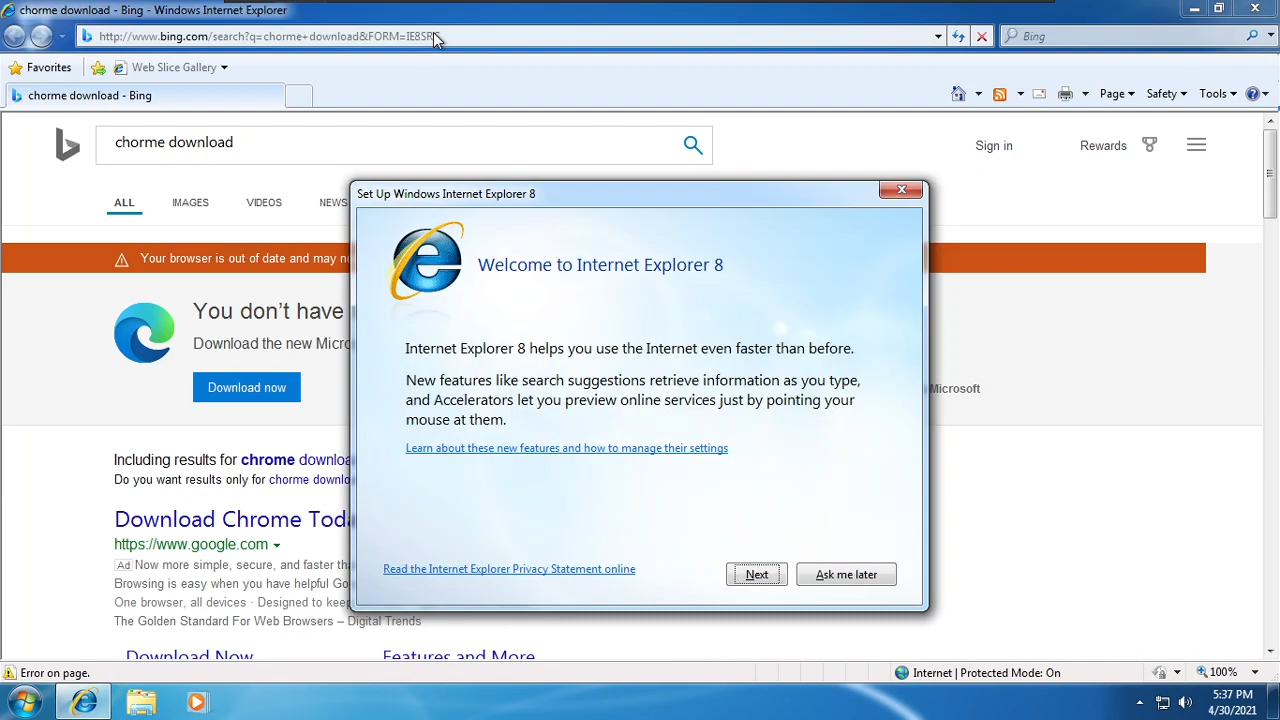 chorme download - Bing - Windows Internet Explorer
http://www.bing.com/search?q=chorme+download&FORM=IE8SR
Bing
Favorites
Web Slice Gallery
chorme download - Bing
Page
Safety
Tools
chorme download
Sign in
Rewards
ALL
IMAGES
VIDEOS
NEWS
Set Up Windows Internet Explorer 8
Your browser is out of date and may no
Welcome to Internet Explorer 8
You don't have
Download the new Micro
Download now
Microsoft
Internet Explorer 8 helps you use the Internet even faster than before.
New features like search suggestions retrieve information as you type,
and Accelerators let you preview online services just by pointing your
mouse at them.
Learn about these new features and how to manage their settings
Including results for chrome downloa
Do you want results only for chorme downlo
Download Chrome Toda
https://www.google.com
Ad Now more simple, secure, and faster tha
Browsing is easy when you have helpful Go
One browser, all devices · Designed to keep
The Golden Standard For Web Browsers – Digital Trends
Read the Internet Explorer Privacy Statement online
Next
Ask me later
Download Now
Features and More
Error on page.
Internet | Protected Mode: On
100%
5:37 PM
4/30/2021